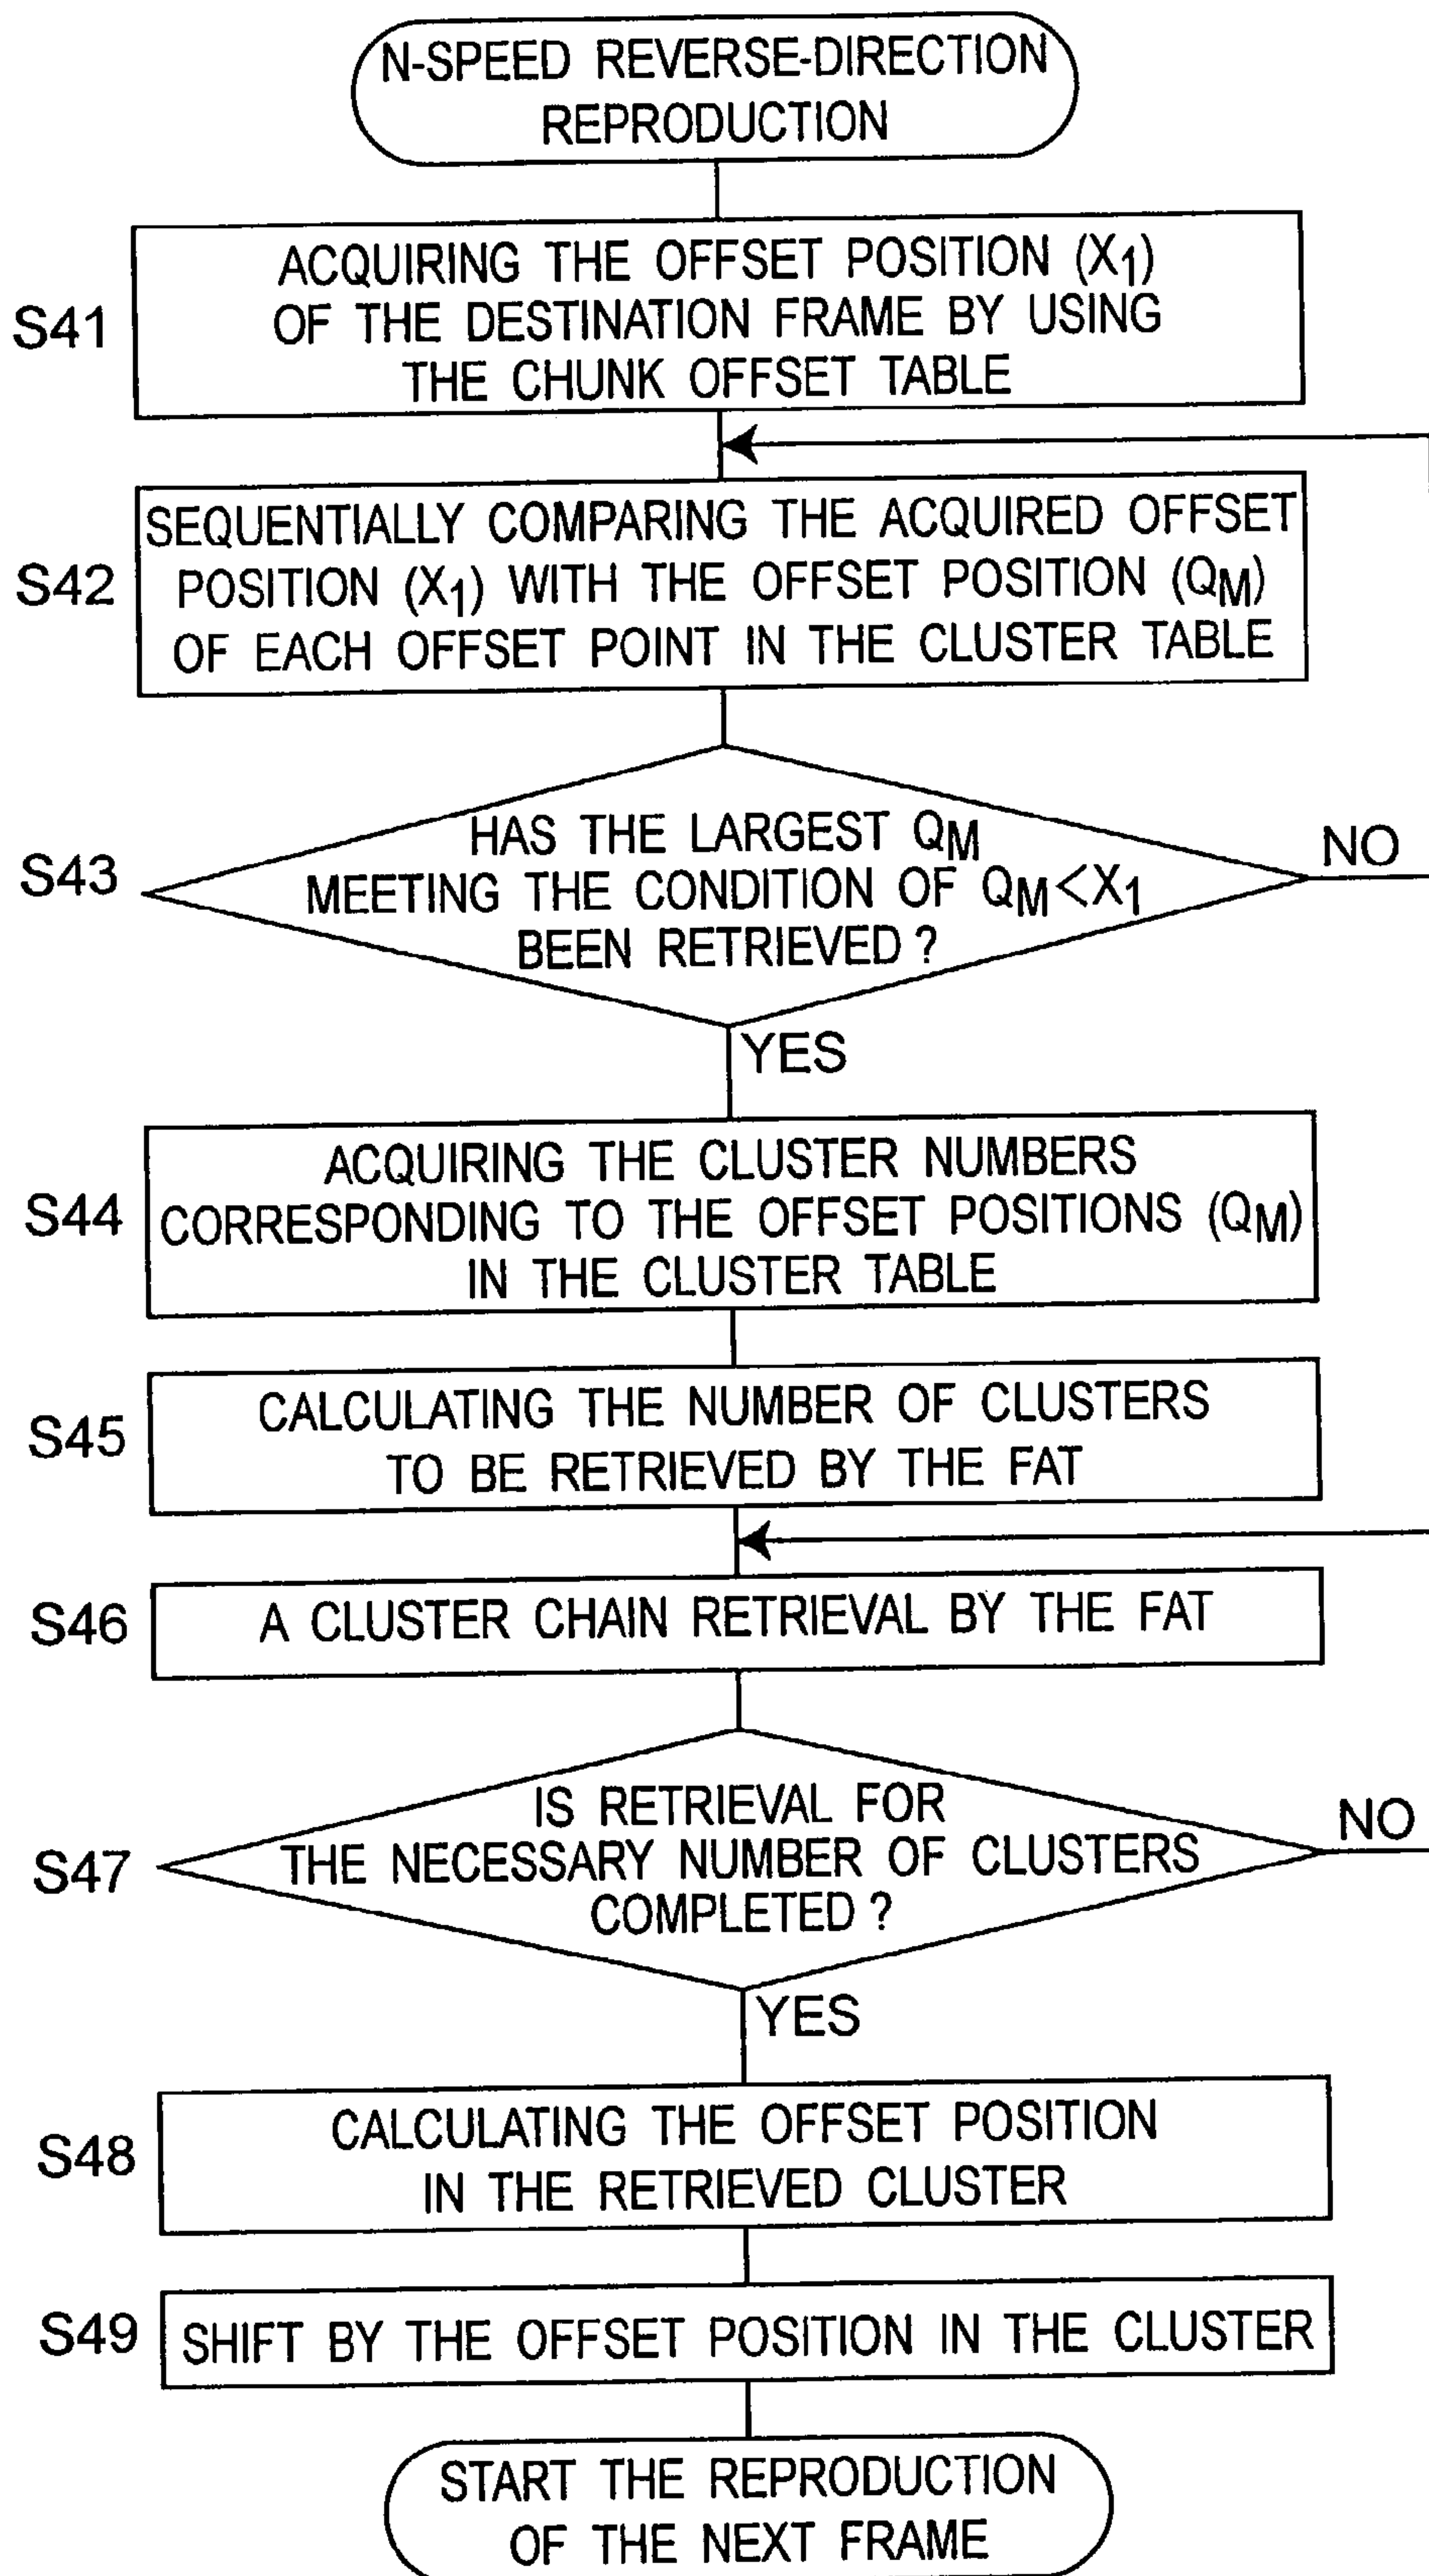 N-SPEED REVERSE-DIRECTION
REPRODUCTION
S41
ACQUIRING THE OFFSET POSITION (X1)
OF THE DESTINATION FRAME BY USING
THE CHUNK OFFSET TABLE
S42
SEQUENTIALLY COMPARING THE ACQUIRED OFFSET
POSITION (X1) WITH THE OFFSET POSITION (QM)
OF EACH OFFSET POINT IN THE CLUSTER TABLE
S43
HAS THE LARGEST QM
MEETING THE CONDITION OF QM<X1
BEEN RETRIEVED?
NO
YES
S44
ACQUIRING THE CLUSTER NUMBERS
CORRESPONDING TO THE OFFSET POSITIONS (QM)
IN THE CLUSTER TABLE
S45
CALCULATING THE NUMBER OF CLUSTERS
TO BE RETRIEVED BY THE FAT
S46
A CLUSTER CHAIN RETRIEVAL BY THE FAT
S47
IS RETRIEVAL FOR
THE NECESSARY NUMBER OF CLUSTERS
COMPLETED?
NO
YES
S48
CALCULATING THE OFFSET POSITION
IN THE RETRIEVED CLUSTER
S49
SHIFT BY THE OFFSET POSITION IN THE CLUSTER
START THE REPRODUCTION
OF THE NEXT FRAME